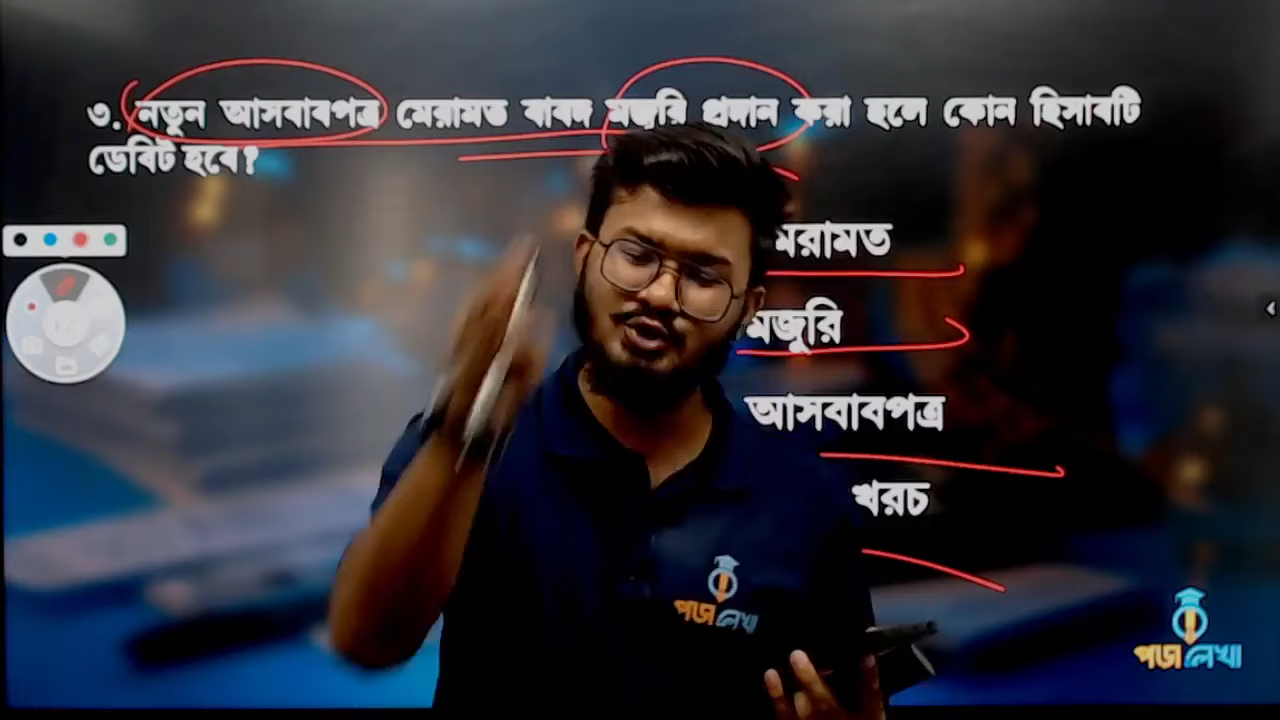 ৩. নতুন আসবাবপত্র মেরামত বাবদ মজুরি প্রদান করা হলে কোন হিসাবটি
ডেবিট হবে?
মেরামত
মজুরি
আসবাবপত্র
খরচ
পড়ালেখা
পড়ালেখা